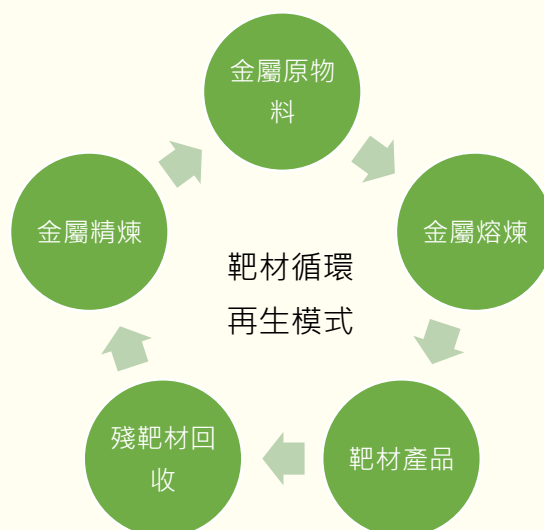 金屬原物
料
金屬精煉
金屬熔煉
靶材循環
再生模式
殘靶材回
收
靶材產品